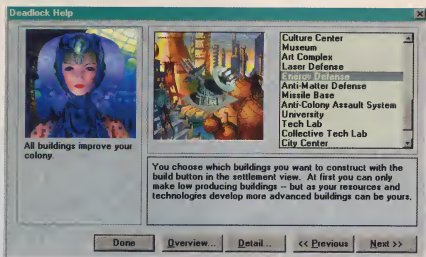 Deadlock Help
All buildings improve your
colony.
Culture Center
Museum
Art Complex
Laser Defense
Energy Defense
Anti-Matter Defense
Missile Base
Anti-Colony Assault System
University
Tech Lab
Collective Tech Lab
City Center
You choose which buildings you want to construct with the
build button in the settlement view. At first you can only
make low producing buildings -- but as your resources and
technologies develop more advanced buildings can be yours.
Done
Overview...
Detail...
<< Previous
Next >>